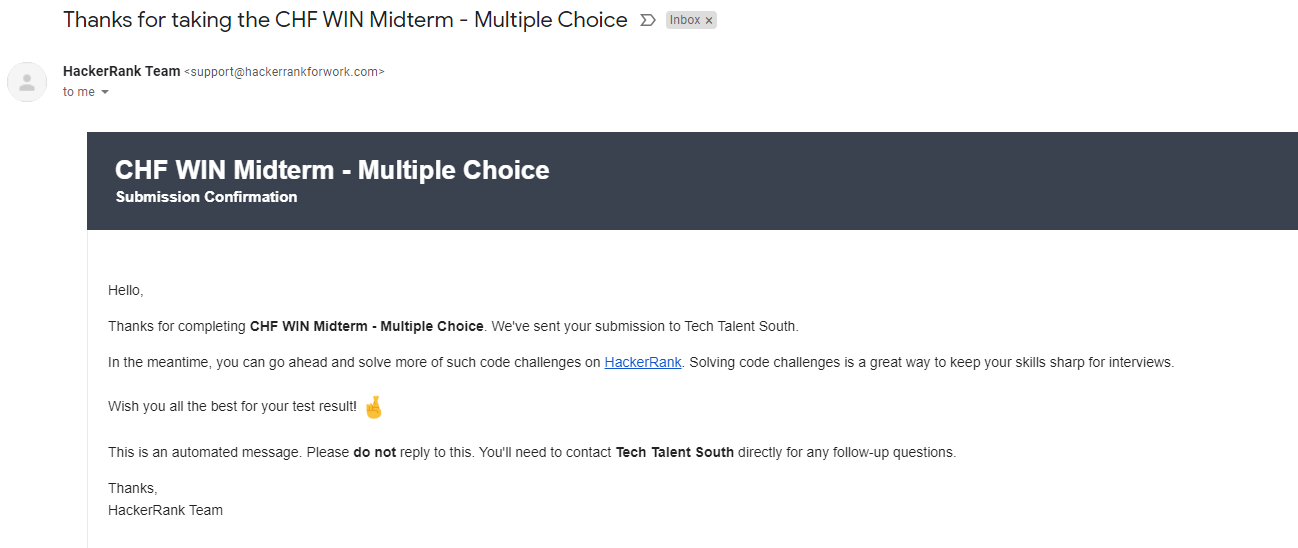 Thanks for taking the CHF WIN Midterm - Multiple Choice
Inbox ×
HackerRank Team <support@hackerrankforwork.com>
to me
CHF WIN Midterm - Multiple Choice
Submission Confirmation
Hello,
Thanks for completing CHF WIN Midterm - Multiple Choice. We've sent your submission to Tech Talent South.
In the meantime, you can go ahead and solve more of such code challenges on HackerRank. Solving code challenges is a great way to keep your skills sharp for interviews.
Wish you all the best for your test result! 🤞
This is an automated message. Please do not reply to this. You'll need to contact Tech Talent South directly for any follow-up questions.
Thanks,
HackerRank Team